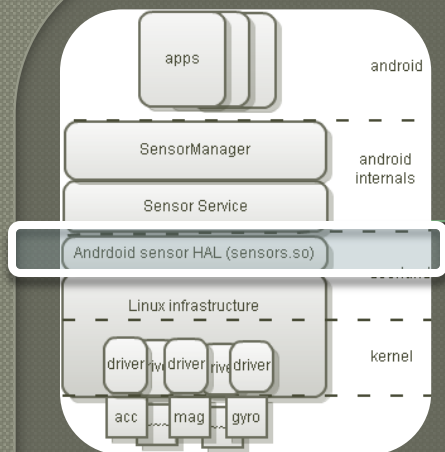 apps
android
SensorManager
android
internals
Sensor Service
Andrdoid sensor HAL (sensors.so)
Linux infrastructure
kernel
driver
driver
driver
acc
~~~
mag
~~~
gyro